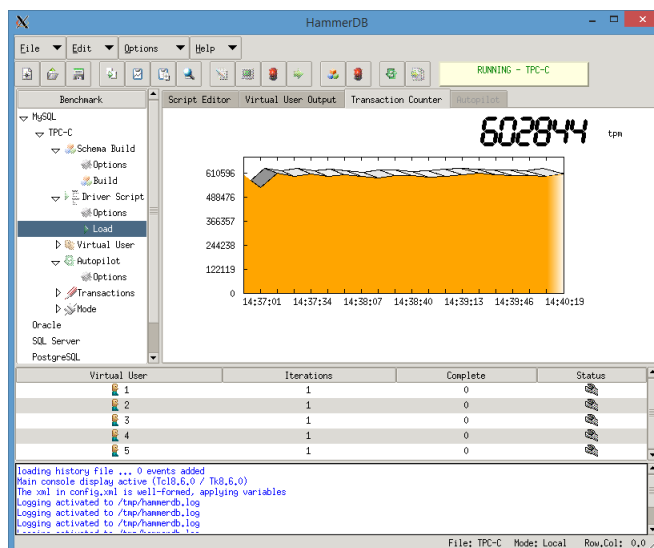 HammerDB
File Edit Options Help
RUNNING - TPC-C
Benchmark
Script Editor Virtual User Output Transaction Counter Autopilot
MySQL
TPC-C
Schema Build
Options
Build
Driver Script
Options
Load
Virtual User
Autopilot
Options
Transactions
Mode
Oracle
SQL Server
PostgreSQL
602844 tpm
610596
488476
366357
244238
122119
0
14:37:01 14:37:34 14:38:07 14:38:40 14:39:13 14:39:46 14:40:19
Virtual User Iterations Complete Status
1 1 0
2 1 0
3 1 0
4 1 0
5 1 0
loading history file ... 0 events added
Main console display active (Tcl8.6.0 / Tk8.6.0)
The xml in config.xml is well-formed, applying variables
Logging activated to /tmp/hammerdb.log
Logging activated to /tmp/hammerdb.log
Logging activated to /tmp/hammerdb.log
Logging activated to /tmp/hammerdb.log
File: TPC-C Mode: Local Row,Col: 0.0